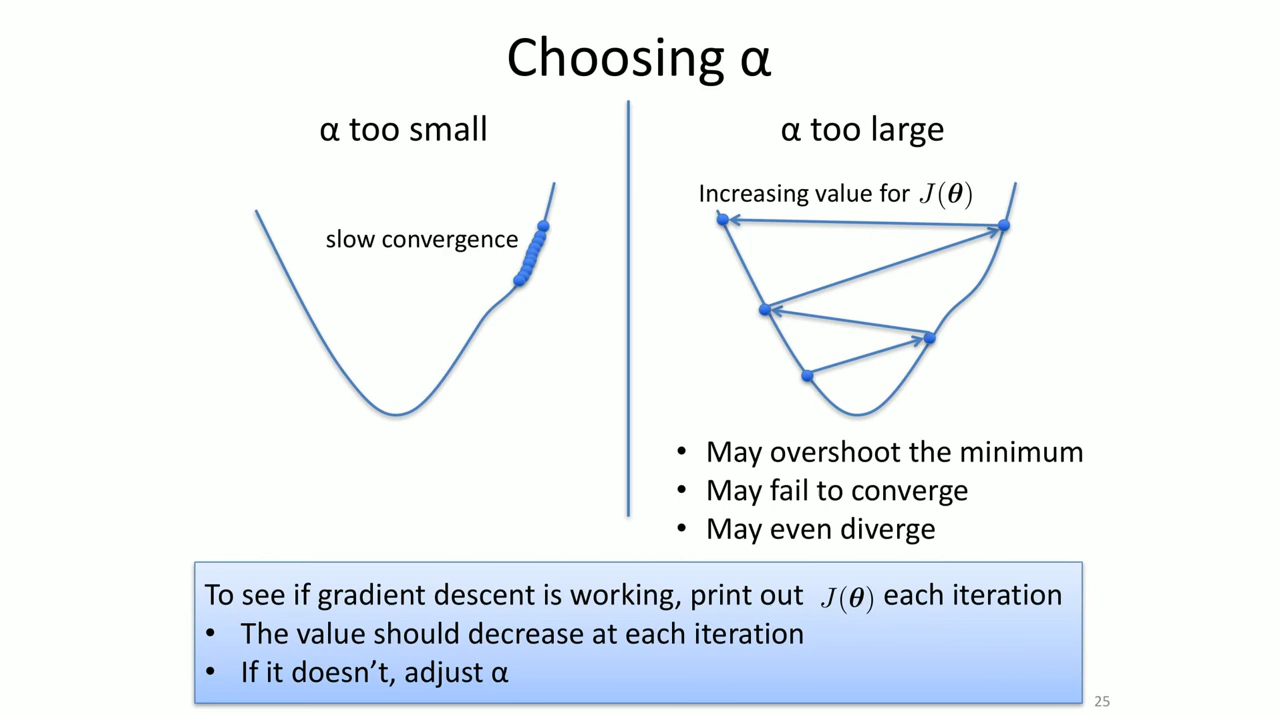 Choosing α
α too small
slow convergence
α too large
Increasing value for J(θ)
• May overshoot the minimum
• May fail to converge
• May even diverge
To see if gradient descent is working, print out J(θ) each iteration
• The value should decrease at each iteration
• If it doesn’t, adjust α
25